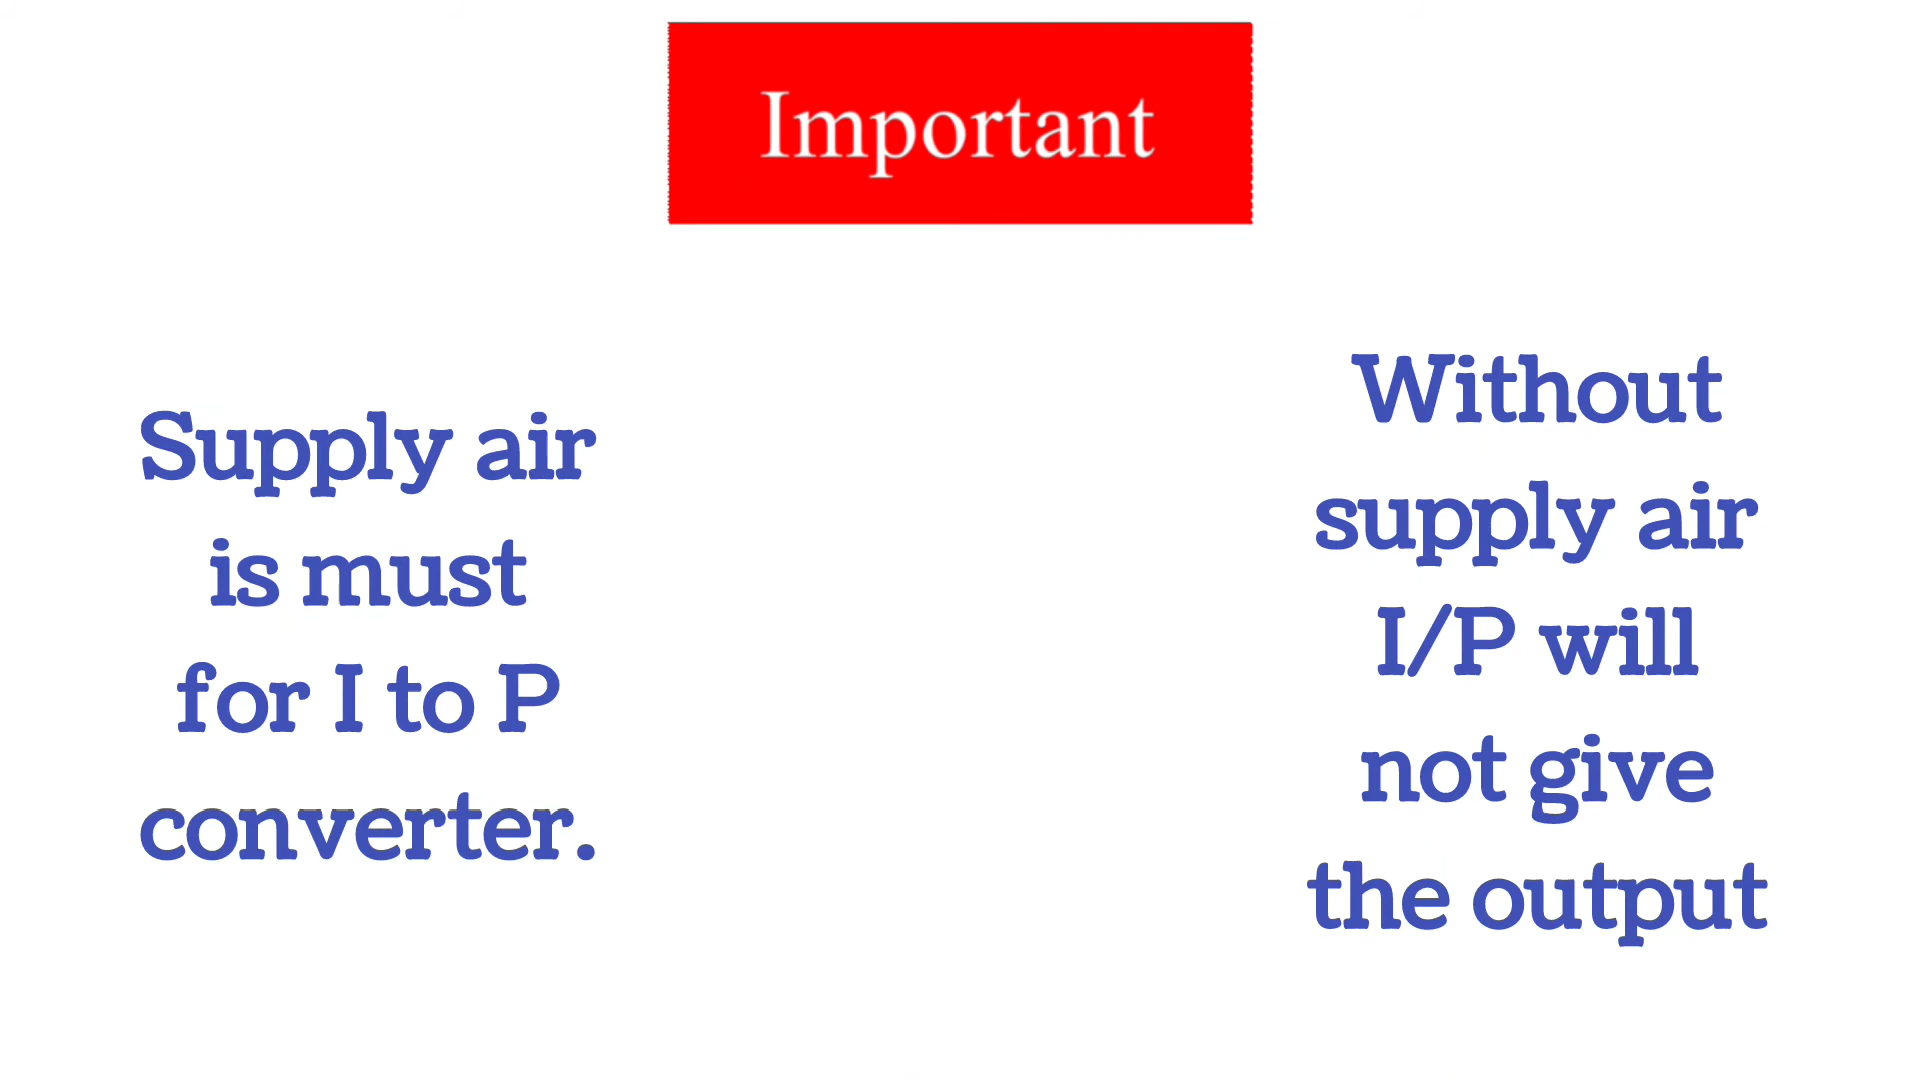 Important
Supply air
is must
for I to P
converter.
Without
supply air
I/P will
not give
the output